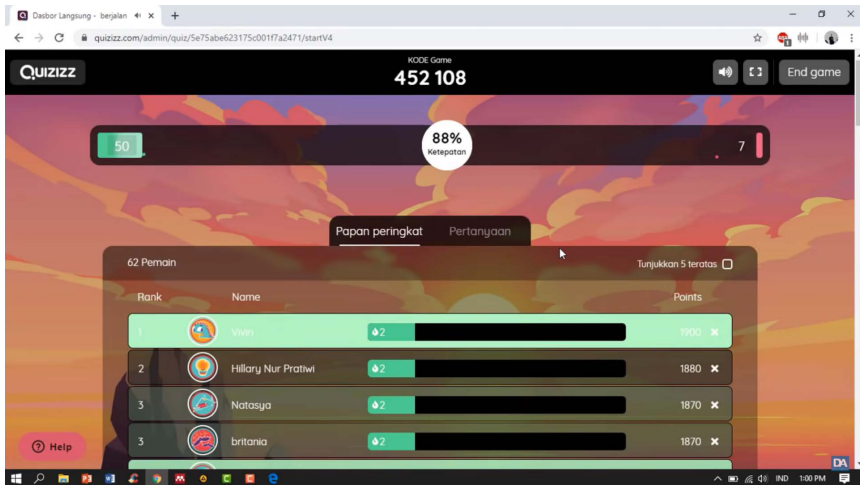 Dasbor Langsung - berjalan
quizizz.com/admin/quiz/5e75abe623175c001f7a2471/startV4
QUIZIZZ
KODE Game
452 108
End game
50
88%
Ketepatan
7
Papan peringkat Pertanyaan
62 Pemain
Tunjukkan 5 teratas
Rank Name Points
1 Vivin 2 1900
2 Hillary Nur Pratiwi 2 1880
3 Natasya 2 1870
3 britania 2 1870
Help
DA
IND 1:00 PM